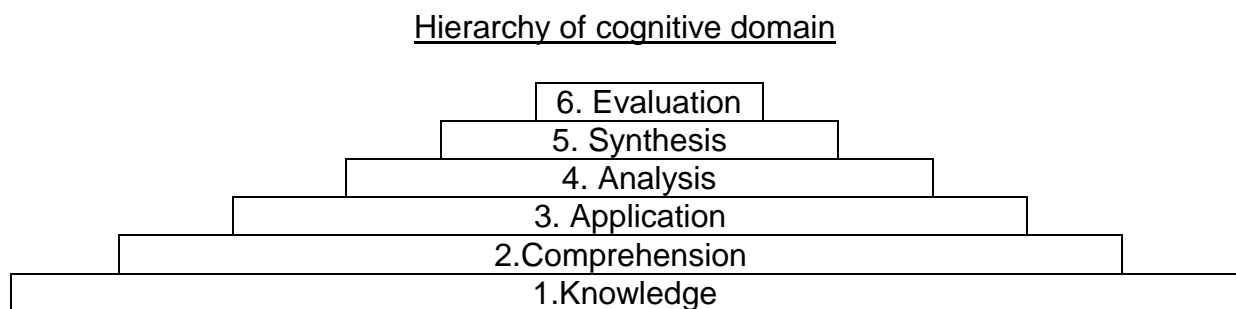 Hierarchy of cognitive domain
6. Evaluation
5. Synthesis
4. Analysis
3. Application
2.Comprehension
1.Knowledge